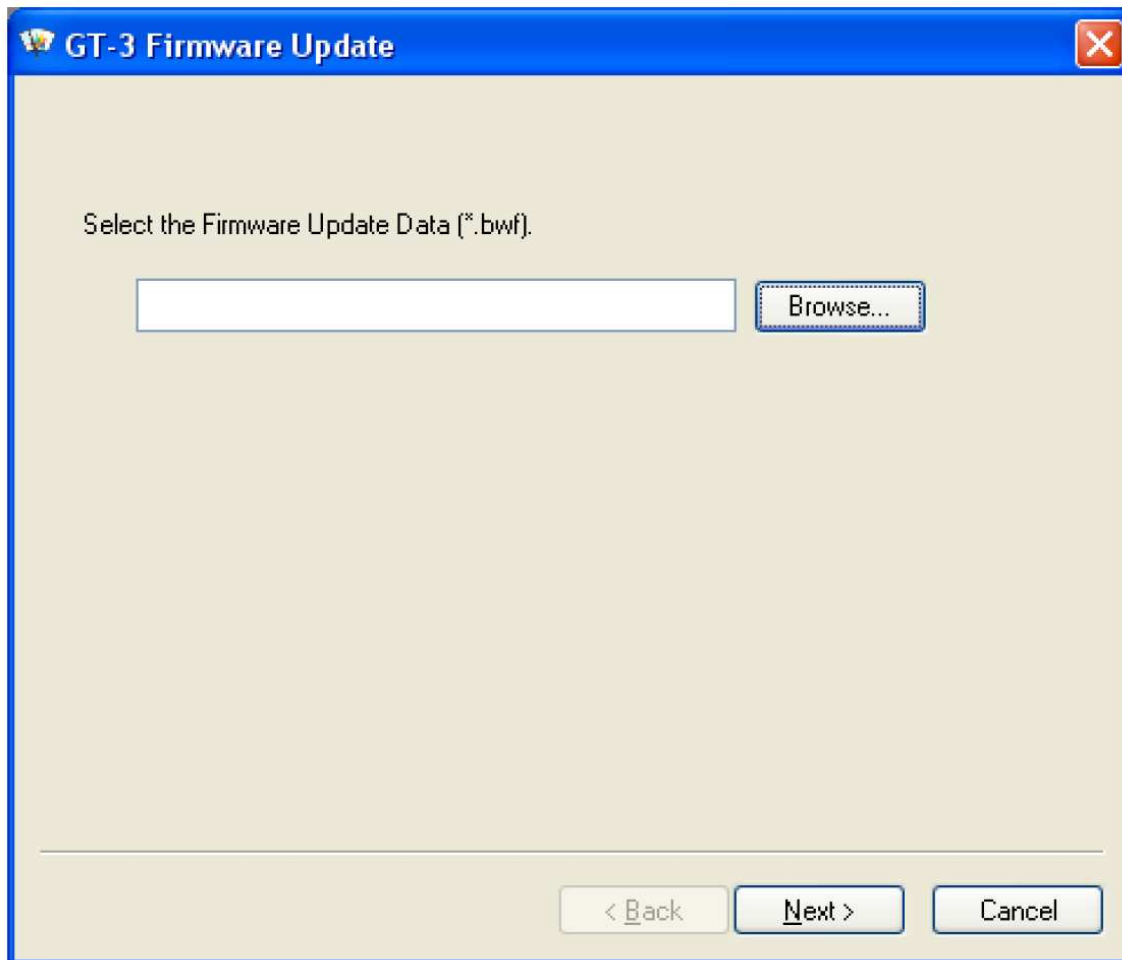 GT-3 Firmware Update
Select the Firmware Update Data (*.bwf).
Browse...
< Back Next > Cancel